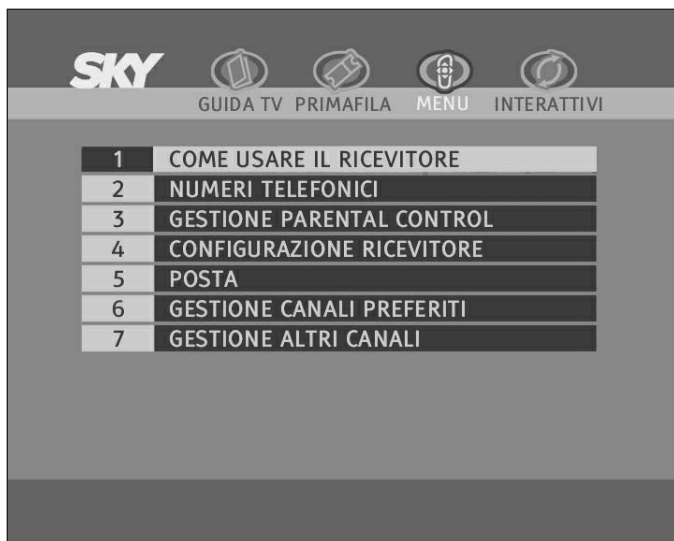 SKY
GUIDA TV PRIMAFILA MENU INTERATTIVI
1 COME USARE IL RICEVITORE
2 NUMERI TELEFONICI
3 GESTIONE PARENTAL CONTROL
4 CONFIGURAZIONE RICEVITORE
5 POSTA
6 GESTIONE CANALI PREFERITI
7 GESTIONE ALTRI CANALI